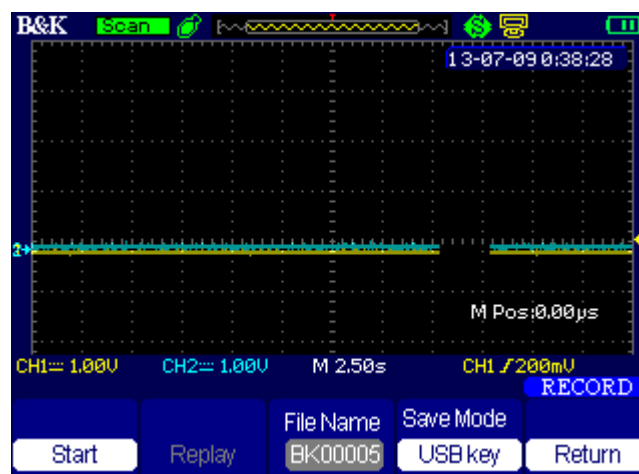 B&K Scan
13-07-09 0:38:28
2
M Pos:0.00µs
CH1 1.00V CH2 1.00V M 2.50s CH1 200mV
RECORD
File Name Save Mode
Start Replay BK00005 USB key Return